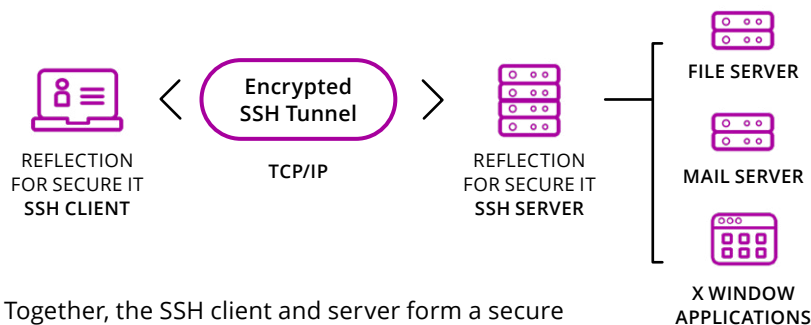 Encrypted
SSH Tunnel
TCP/IP
REFLECTION
FOR SECURE IT
SSH CLIENT
REFLECTION
FOR SECURE IT
SSH SERVER
FILE SERVER
MAIL SERVER
X WINDOW
APPLICATIONS
Together, the SSH client and server form a secure